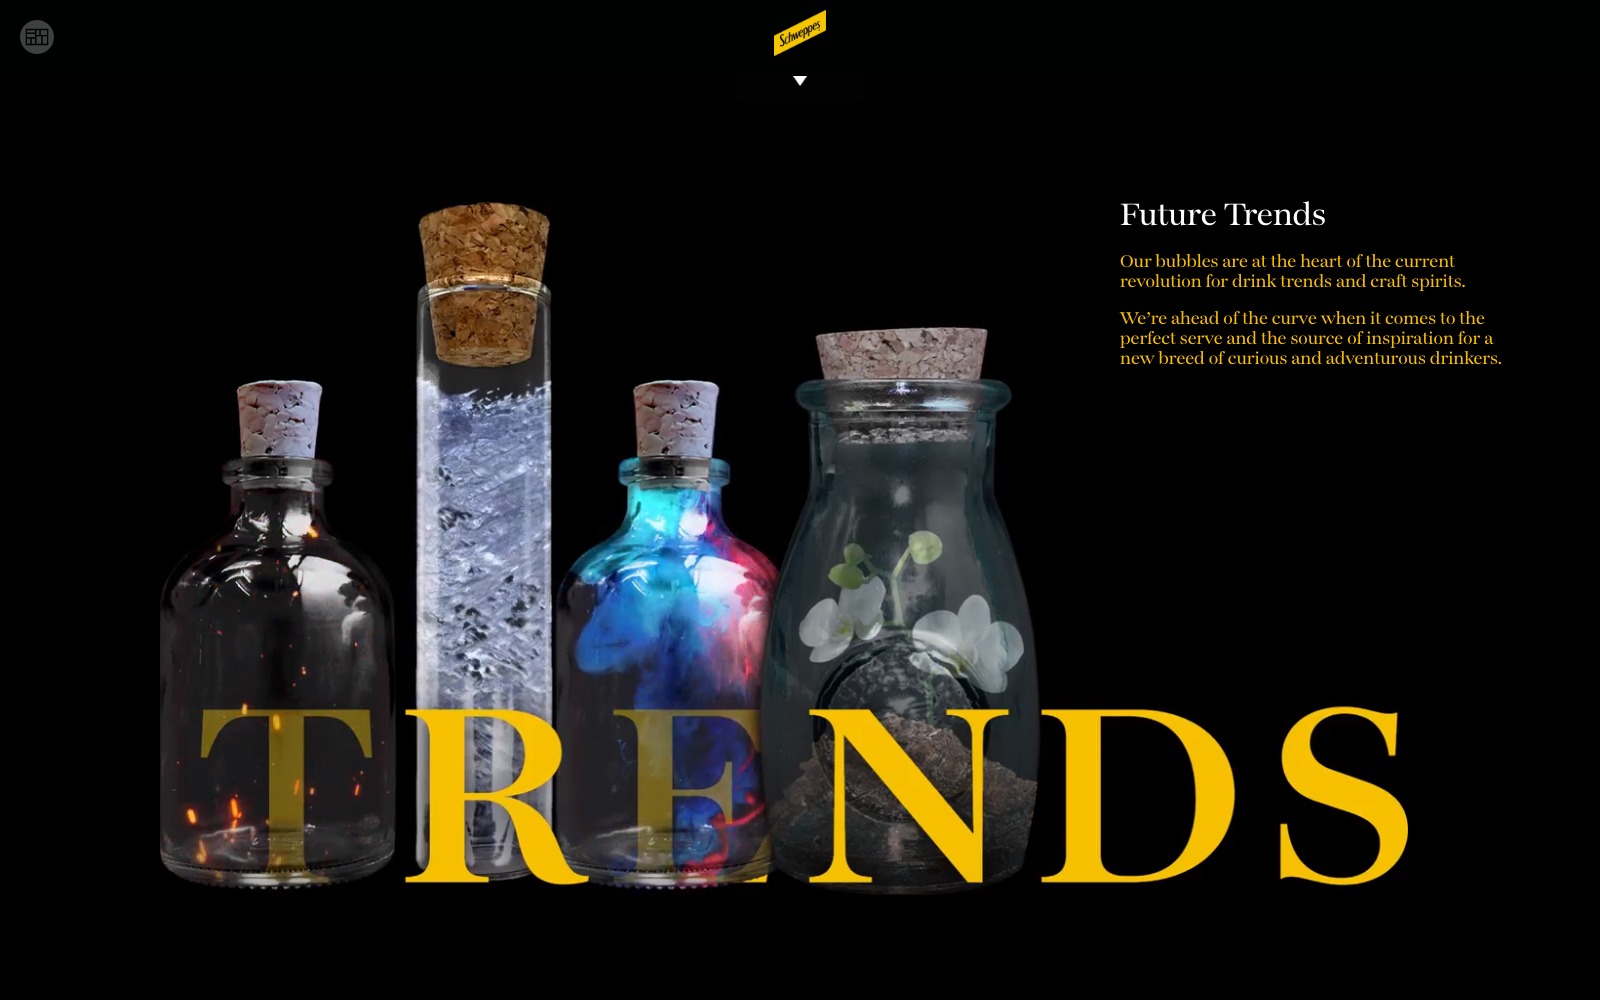 Schweppes
Future Trends
Our bubbles are at the heart of the current
revolution for drink trends and craft spirits.
We’re ahead of the curve when it comes to the
perfect serve and the source of inspiration for a
new breed of curious and adventurous drinkers.
TRENDS